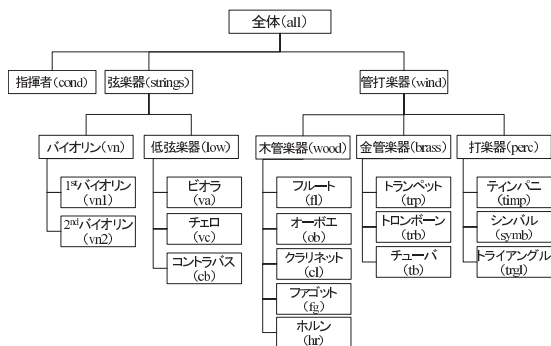 全体(all)
指揮者(cond)
弦楽器(strings)
管打楽器(wind)
バイオリン(vn)
低弦楽器(low)
木管楽器(wood)
金管楽器(brass)
打楽器(perc)
1stバイオリン
(vn1)
2ndバイオリン
(vn2)
ビオラ
(va)
チェロ
(vc)
コントラバス
(cb)
フルート
(fl)
オーボエ
(ob)
クラリネット
(cl)
ファゴット
(fg)
ホルン
(hr)
トランペット
(trp)
トロンボーン
(trb)
チューバ
(tb)
ティンパニ
(timp)
シンバル
(symb)
トライアングル
(trgl)